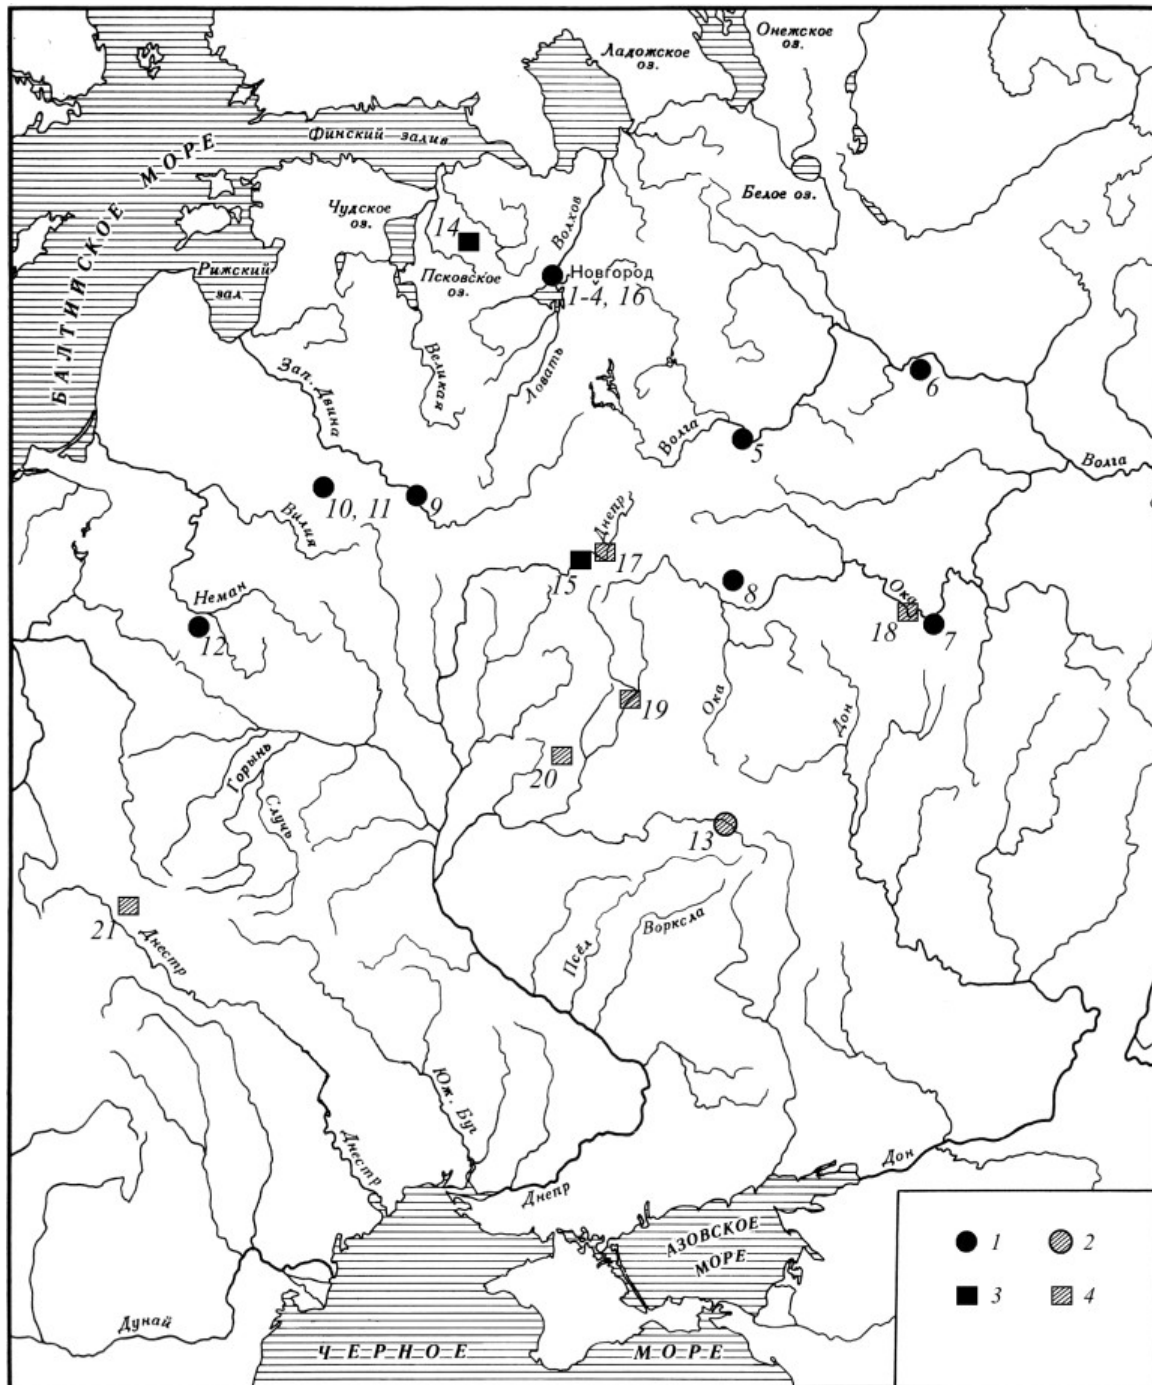 Онежское
оз.
Ладожское
оз.
Финский залив
МОРЕ
БАЛТИЙСКОЕ
Белое оз.
Чудское
оз.
14
Волхов
Рижский
зал
Псковское
оз.
Новгород
1-4, 16
Великая
Ловать
Зап. Двина
6
Волга
5
Волга
10, 11
9
Вилия
Днепр
17
15
8
Неман
12
Ока
18
7
19
Ока
Дон
20
Горынь
Случь
13
21
Днестр
Псёл
Ворксла
Юж. Буг
Днестр
Днепр
Дон
АЗОВСКОЕ
МОРЕ
1
2
3
4
Дунай
ЧЕРНОЕ МОРЕ